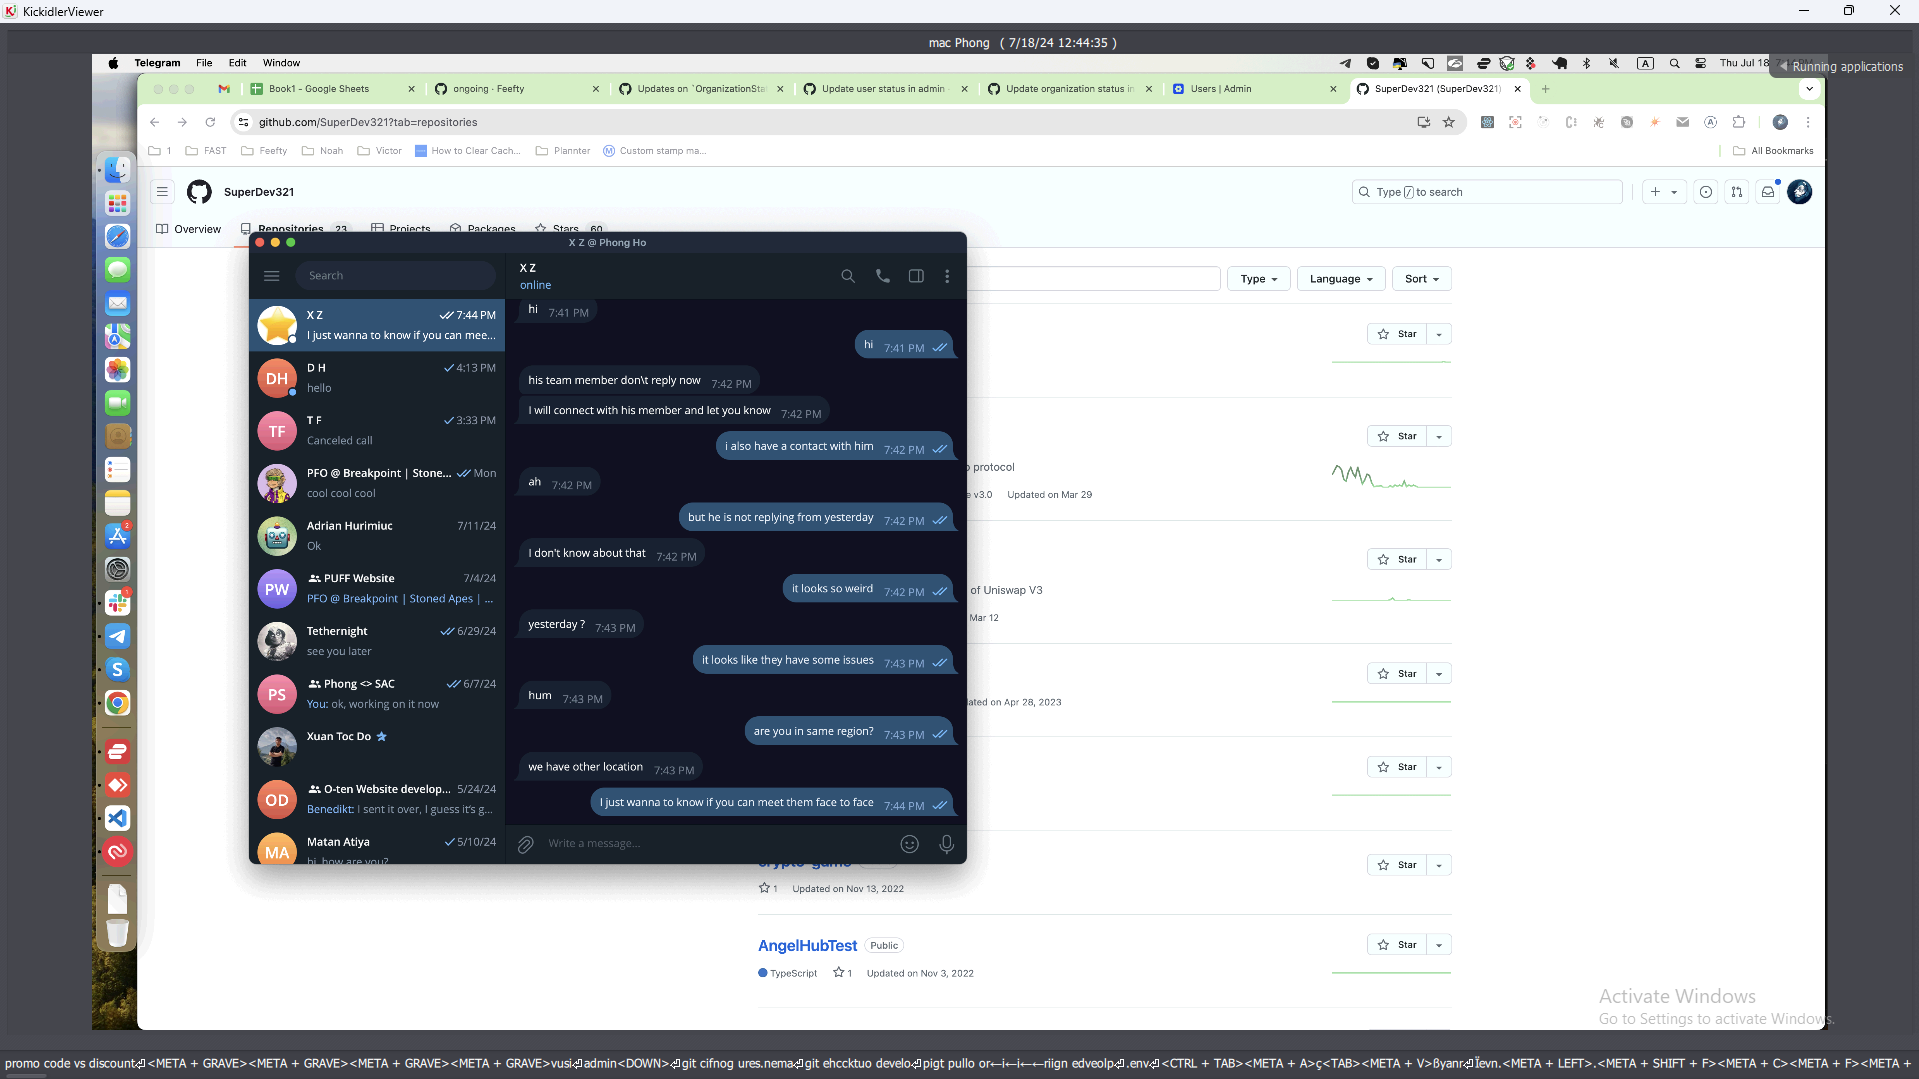 KickidlerViewer
mac Phong ( 7/18/24 12:44:35 )
Telegram File Edit Window
Thu Jul 18
Running applications
Book1 - Google Sheets
ongoing · Feefty
Updates on `OrganizationSta
Update user status in admin
Update organization status in
Users | Admin
SuperDev321 (SuperDev321)
github.com/SuperDev321?tab=repositories
1 FAST Feefty Noah Victor How to Clear Cach... Plannter Custom stamp ma... All Bookmarks
SuperDev321
Type / to search
Overview Repositories 23 Projects Packages Stars 60
Type Language Sort
X Z @ Phong Ho
Search
X Z 7:44 PM
I just wanna to know if you can mee...
DH
D H 4:13 PM
hello
TF
T F 3:33 PM
Canceled call
PFO @ Breakpoint | Stone... Mon
cool cool cool
Adrian Hurimiuc 7/11/24
Ok
PW
PUFF Website 7/4/24
PFO @ Breakpoint | Stoned Apes | ...
Tethernight 6/29/24
see you later
PS
Phong <> SAC 6/7/24
You: ok, working on it now
Xuan Toc Do
OD
O-ten Website develop... 5/24/24
Benedikt: I sent it over, I guess it's g...
MA
Matan Atiya 5/10/24
hi, how are you?
X Z
online
hi 7:41 PM
hi 7:41 PM
his team member don\t reply now 7:42 PM
I will connect with his member and let you know 7:42 PM
i also have a contact with him 7:42 PM
ah 7:42 PM
but he is not replying from yesterday 7:42 PM
I don't know about that 7:42 PM
it looks so weird 7:42 PM
yesterday ? 7:43 PM
it looks like they have some issues 7:43 PM
hum 7:43 PM
are you in same region? 7:43 PM
we have other location 7:43 PM
I just wanna to know if you can meet them face to face 7:44 PM
Write a message...
Star
Star
protocol
v3.0 Updated on Mar 29
Star
of Uniswap V3
Mar 12
Star
on Apr 28, 2023
Star
crypto-game
Star
1 Updated on Nov 13, 2022
AngelHubTest Public
Star
TypeScript 1 Updated on Nov 3, 2022
Activate Windows
Go to Settings to activate Windows.
promo code vs discount⏎<META + GRAVE><META + GRAVE><META + GRAVE><META + GRAVE>vusi⏎admin<DOWN>⏎git cifnog ures.nema⏎git ehccktuo develo⏎pigt pullo or←i←i←←riign edveolp⏎.env⏎<CTRL + TAB><META + A>ç<TAB><META + V>ßyanr⏎Ïevn.<META + LEFT>.<META + SHIFT + F><META + C><META + F><META +